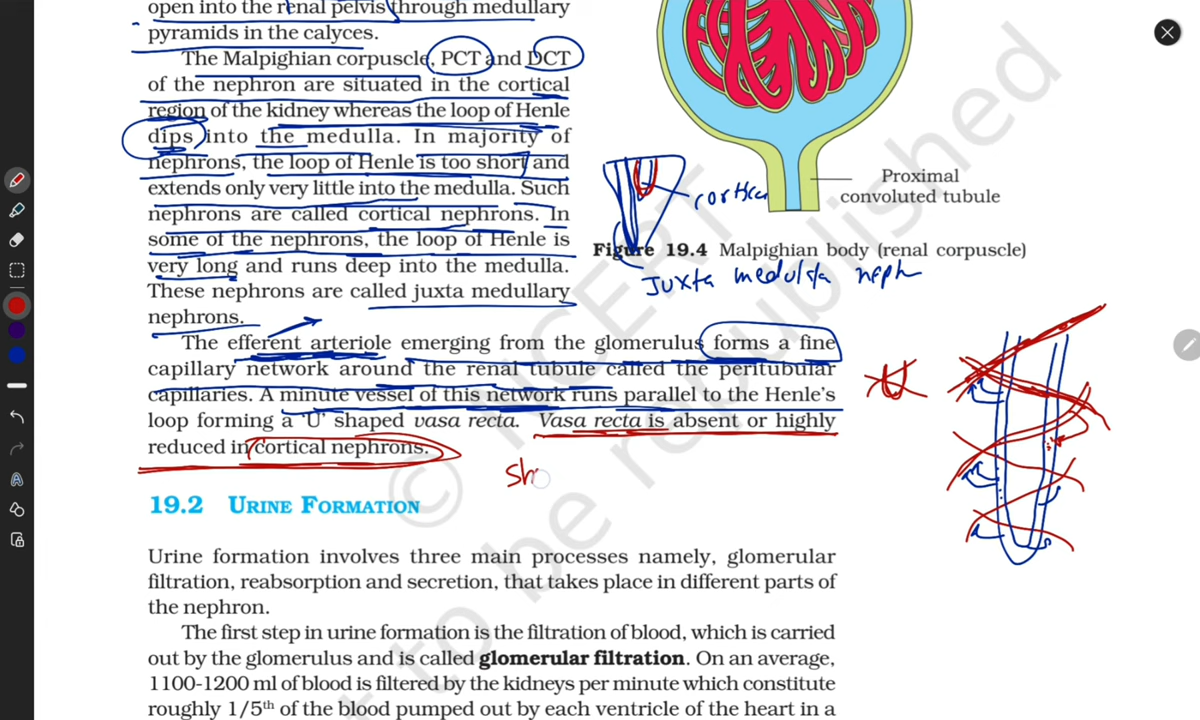 open into the renal pelvis through medullary
pyramids in the calyces.
The Malpighian corpuscle, PCT and DCT
of the nephron are situated in the cortical
region of the kidney whereas the loop of Henle
dips into the medulla. In majority of
nephrons, the loop of Henle is too short and
extends only very little into the medulla. Such
nephrons are called cortical nephrons. In
some of the nephrons, the loop of Henle is
very long and runs deep into the medulla.
These nephrons are called juxta medullary
nephrons.
Proximal
convoluted tubule
Figure 19.4 Malpighian body (renal corpuscle)
Juxta neph
The efferent arteriole emerging from the glomerulus forms a fine
capillary network around the renal tubule called the peritubular
capillaries. A minute vessel of this network runs parallel to the Henle's
loop forming a 'U' shaped vasa recta. Vasa recta is absent or highly
reduced in cortical nephrons.
Sh
19.2 URINE FORMATION
Urine formation involves three main processes namely, glomerular
filtration, reabsorption and secretion, that takes place in different parts of
the nephron.
The first step in urine formation is the filtration of blood, which is carried
out by the glomerulus and is called glomerular filtration. On an average,
1100-1200 ml of blood is filtered by the kidneys per minute which constitute
roughly 1/5th of the blood pumped out by each ventricle of the heart in a
© NCERT
not to be republished